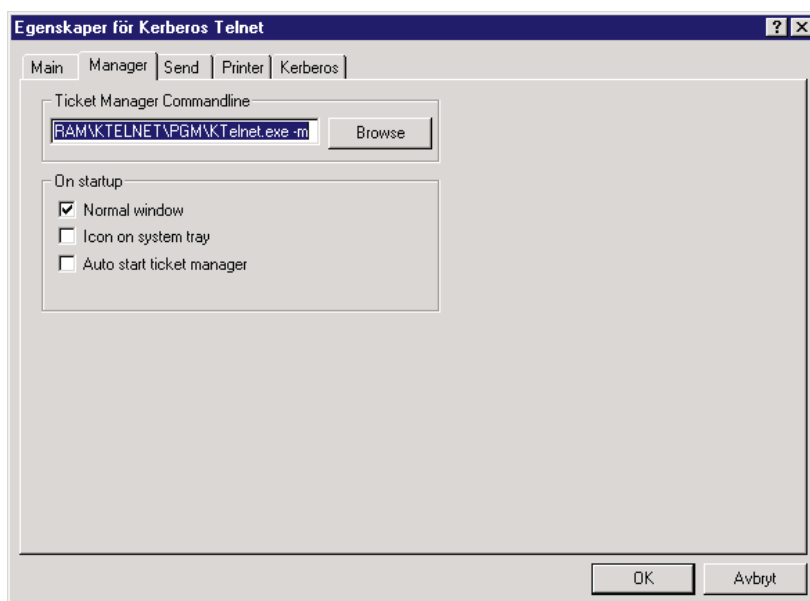 Egenskaper för Kerberos Telnet
Main Manager Send Printer Kerberos
Ticket Manager Commandline
RAM\KTELNET\PGM\KTelnet.exe -m Browse
On startup
Normal window
Icon on system tray
Auto start ticket manager
OK Avbryt